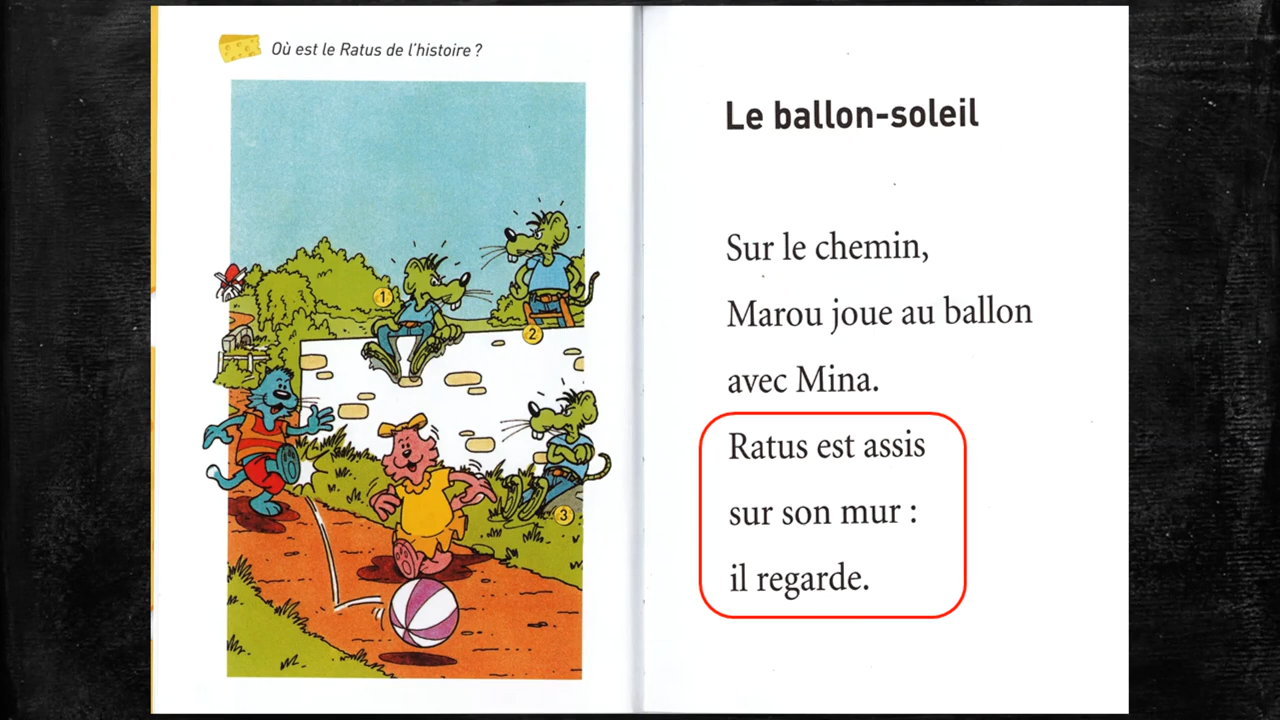 Où est le Ratus de l'histoire ?
1
2
3
Le ballon-soleil
Sur le chemin,
Marou joue au ballon
avec Mina.
Ratus est assis
sur son mur :
il regarde.